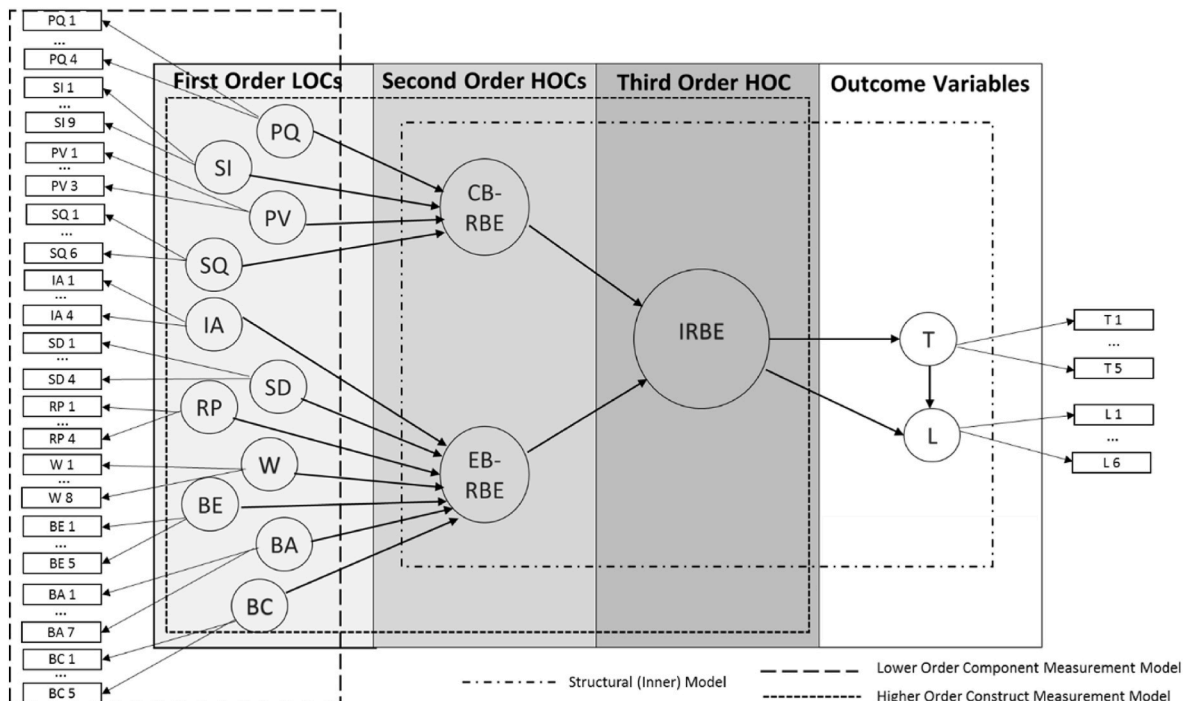 PQ 1
...
PQ 4
SI 1
...
SI 9
PV 1
...
PV 3
SQ 1
...
SQ 6
IA 1
...
IA 4
SD 1
...
SD 4
RP 1
...
RP 4
W 1
...
W 8
BE 1
...
BE 5
BA 1
...
BA 7
BC 1
...
BC 5
First Order LOCs
PQ
SI
PV
SQ
IA
SD
RP
W
BE
BA
BC
Second Order HOCs
CB-
RBE
EB-
RBE
Third Order HOC
IRBE
Outcome Variables
T
L
T 1
...
T 5
L 1
...
L 6
Structural (Inner) Model
Lower Order Component Measurement Model
Higher Order Construct Measurement Model